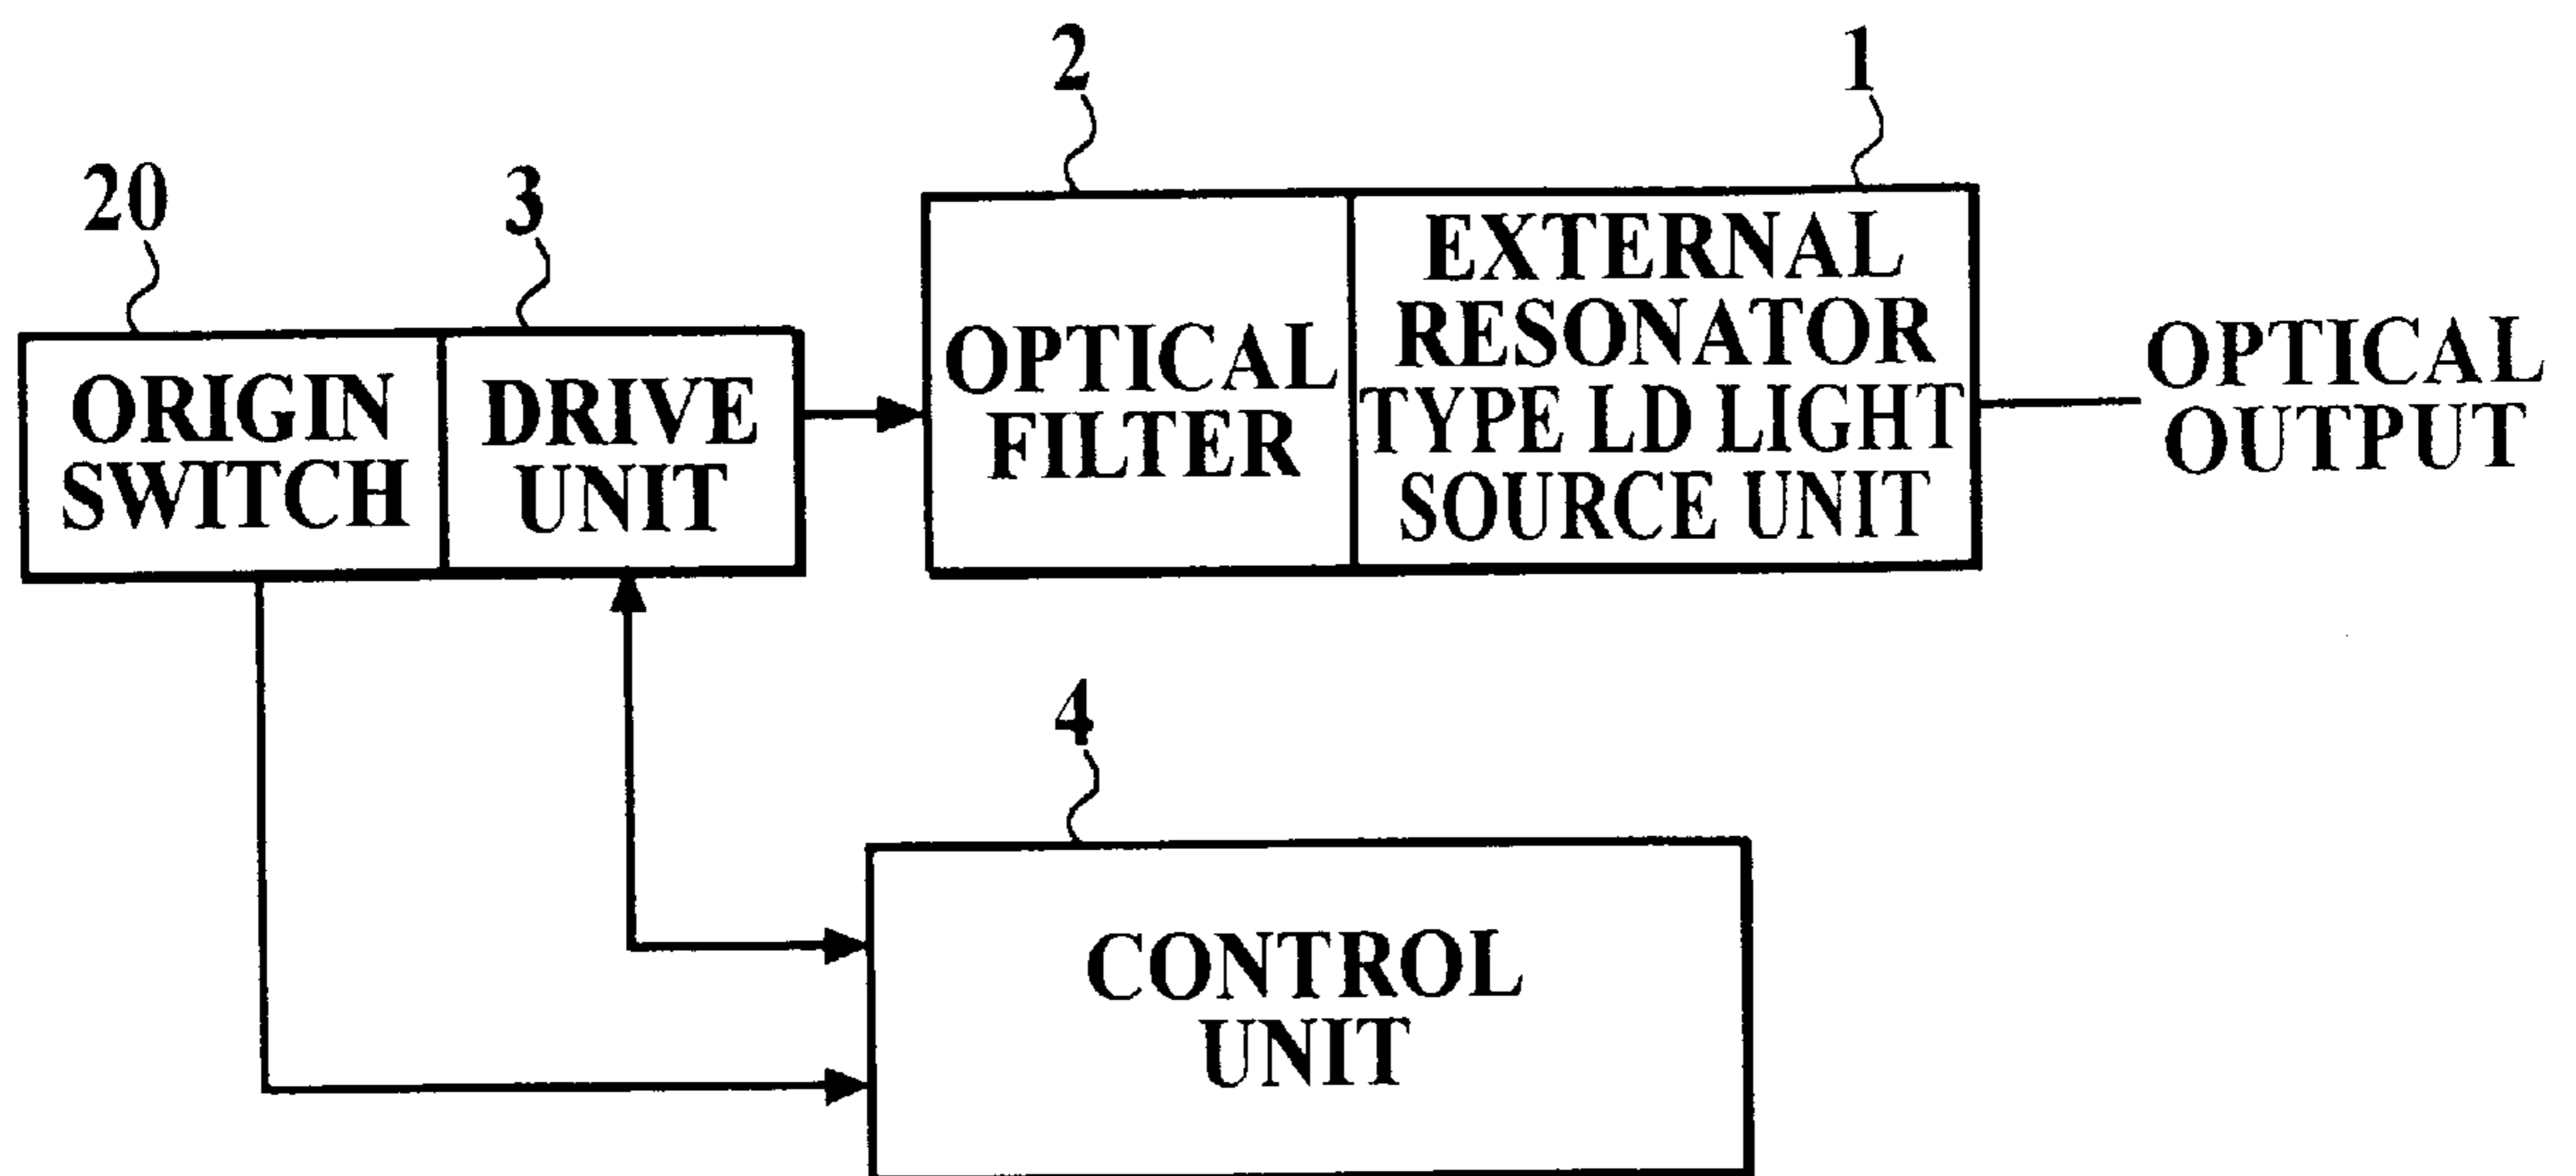 2
1
20
3
EXTERNAL
RESONATOR
TYPE LD LIGHT
SOURCE UNIT
OPTICAL
FILTER
OPTICAL
OUTPUT
ORIGIN
SWITCH
DRIVE
UNIT
4
CONTROL
UNIT